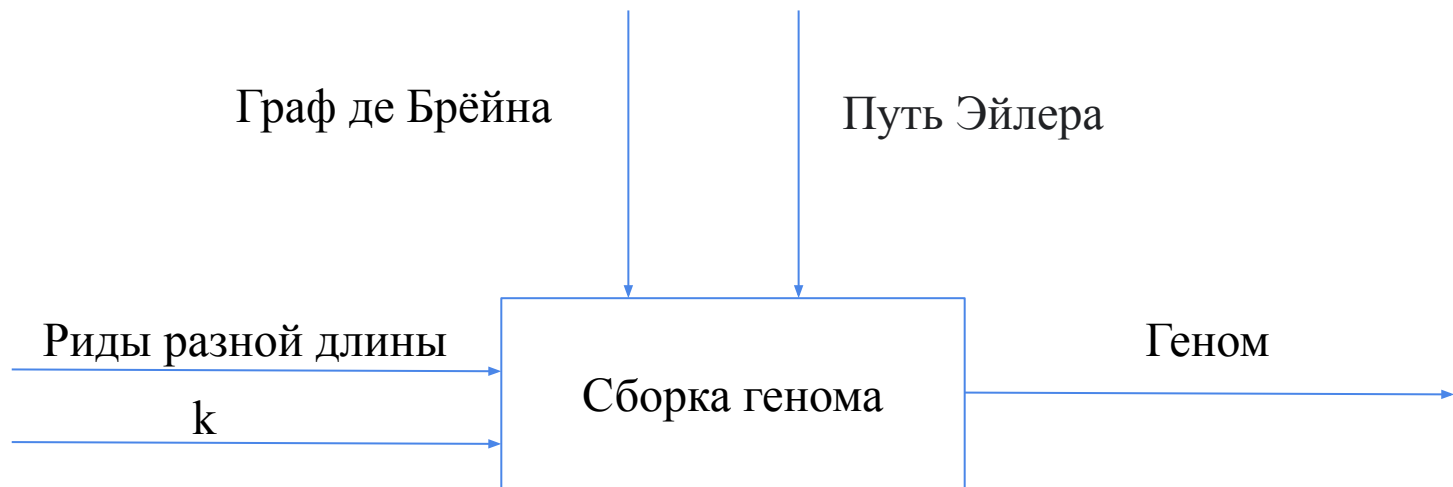 Граф де Брёйна
Путь Эйлера
Риды разной длины
Геном
Сборка генома
k